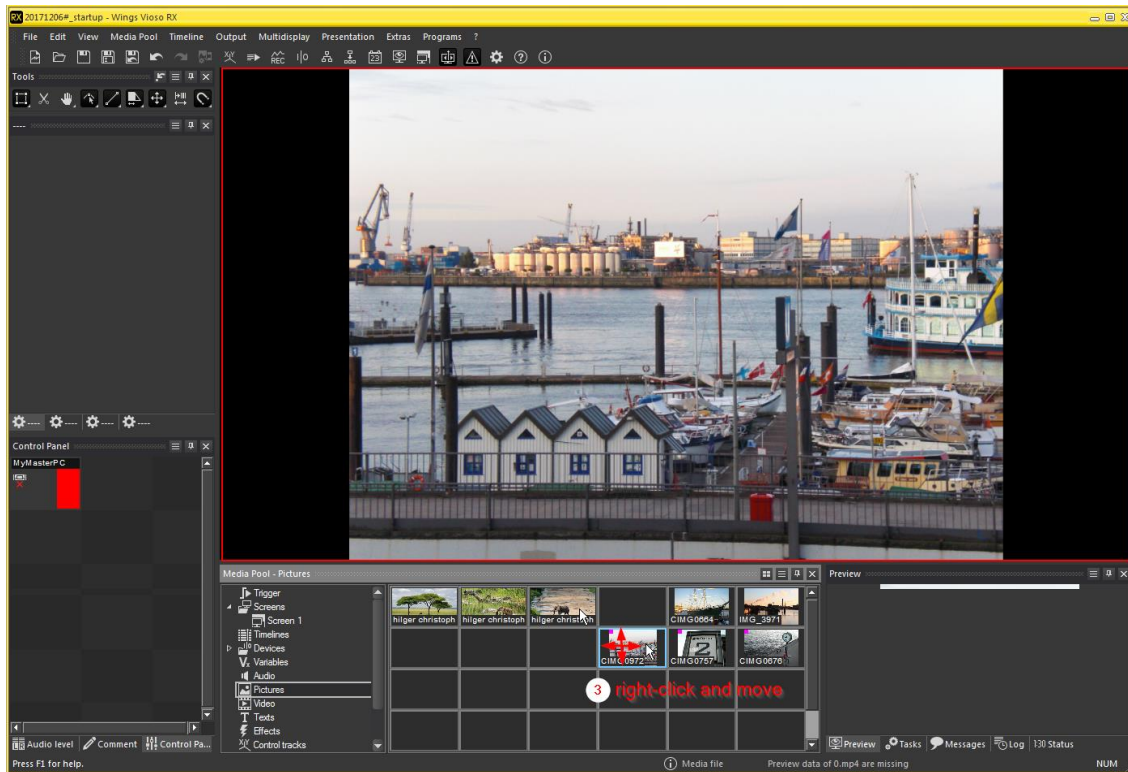 RX 20171206#_startup - Wings Vioso RX
File Edit View Media Pool Timeline Output Multidisplay Presentation Extras Programs ?
REC 23
Tools
----
---- ---- ---- ----
Control Panel
MyMasterPC
Media Pool - Pictures
Trigger
Screens
Screen 1
Timelines
Devices
Variables
Audio
Pictures
Video
Texts
Effects
Control tracks
hilger christoph hilger christoph hilger christoph CIMG0664- IMG_3971
CIMG0972 CIMG0757- CIMG0676
3 right-click and move
Preview
Audio level Comment Control Pa...
Preview Tasks Messages Log 130 Status
Press F1 for help. Media file Preview data of 0.mp4 are missing NUM